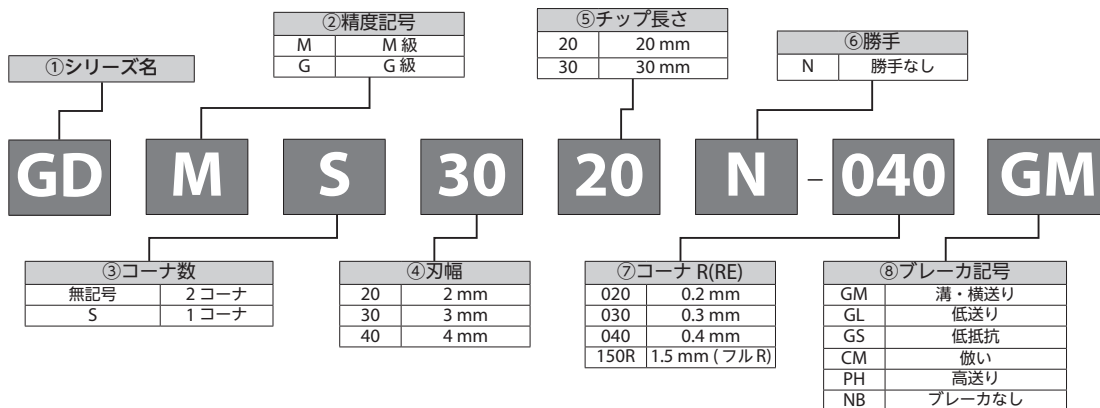 ①シリーズ名
②精度記号
M M 級
G G 級
⑤チップ長さ
20 20 mm
30 30 mm
⑥勝手
N 勝手なし
GD M S 30 20 N – 040 GM
③コーナ数
無記号 2 コーナ
S 1 コーナ
④刃幅
20 2 mm
30 3 mm
40 4 mm
⑦コーナ R(RE)
020 0.2 mm
030 0.3 mm
040 0.4 mm
150R 1.5 mm ( フル R)
⑧ブレーカ記号
GM 溝・横送り
GL 低送り
GS 低抵抗
CM 倣い
PH 高送り
NB ブレーカなし